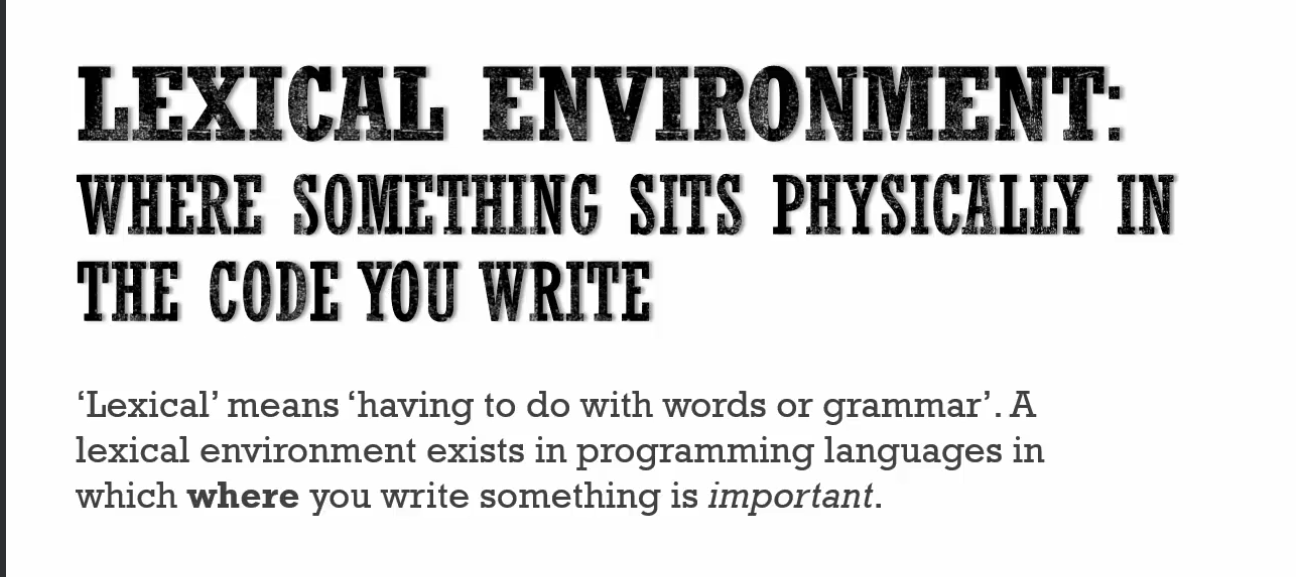 LEXICAL ENVIRONMENT:
WHERE SOMETHING SITS PHYSICALLY IN
THE CODE YOU WRITE
‘Lexical’ means ‘having to do with words or grammar’. A
lexical environment exists in programming languages in
which where you write something is important.